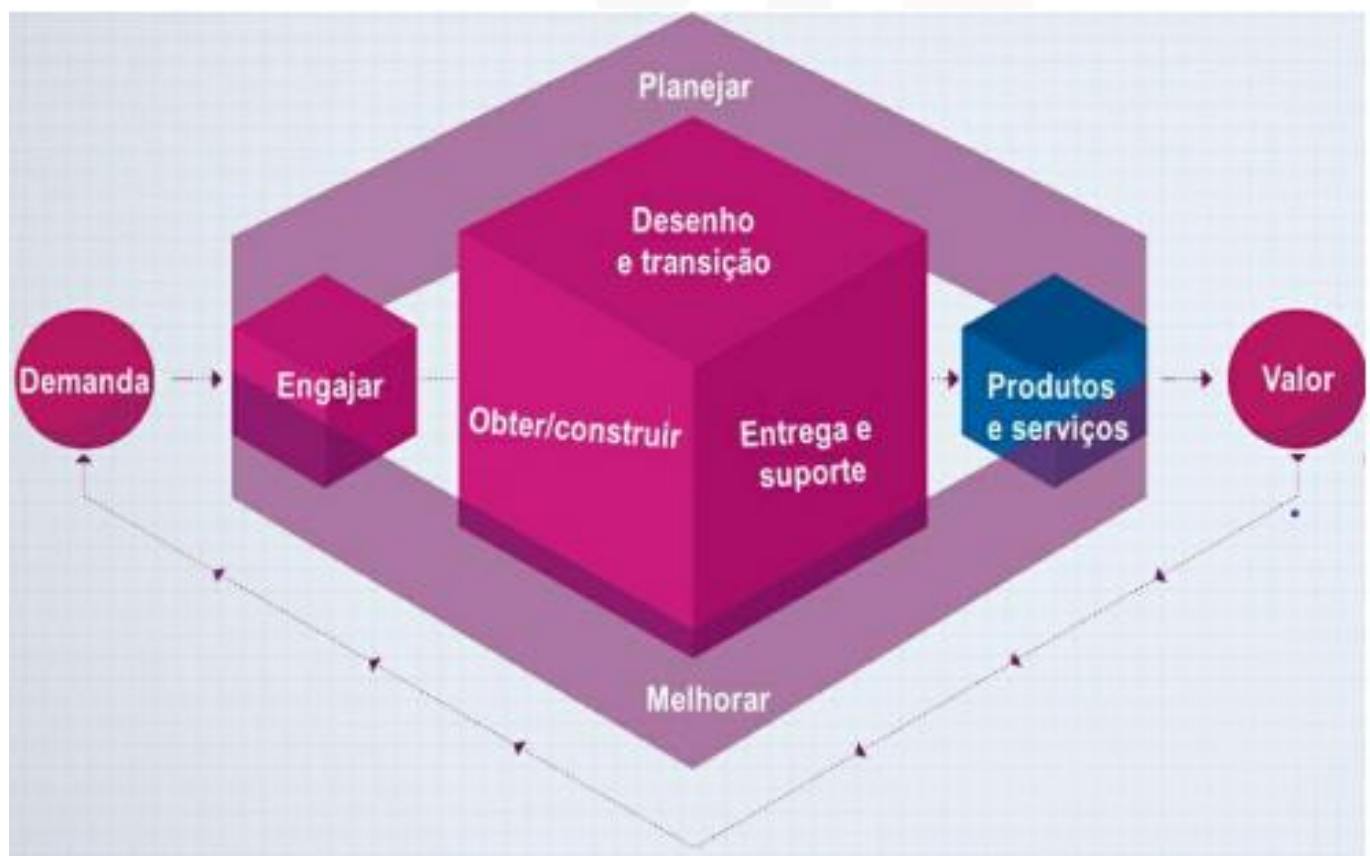 Planejar
Desenho
e transição
Demanda
Engajar
Obter/construir
Entrega e
suporte
Produtos
e serviços
Valor
Melhorar